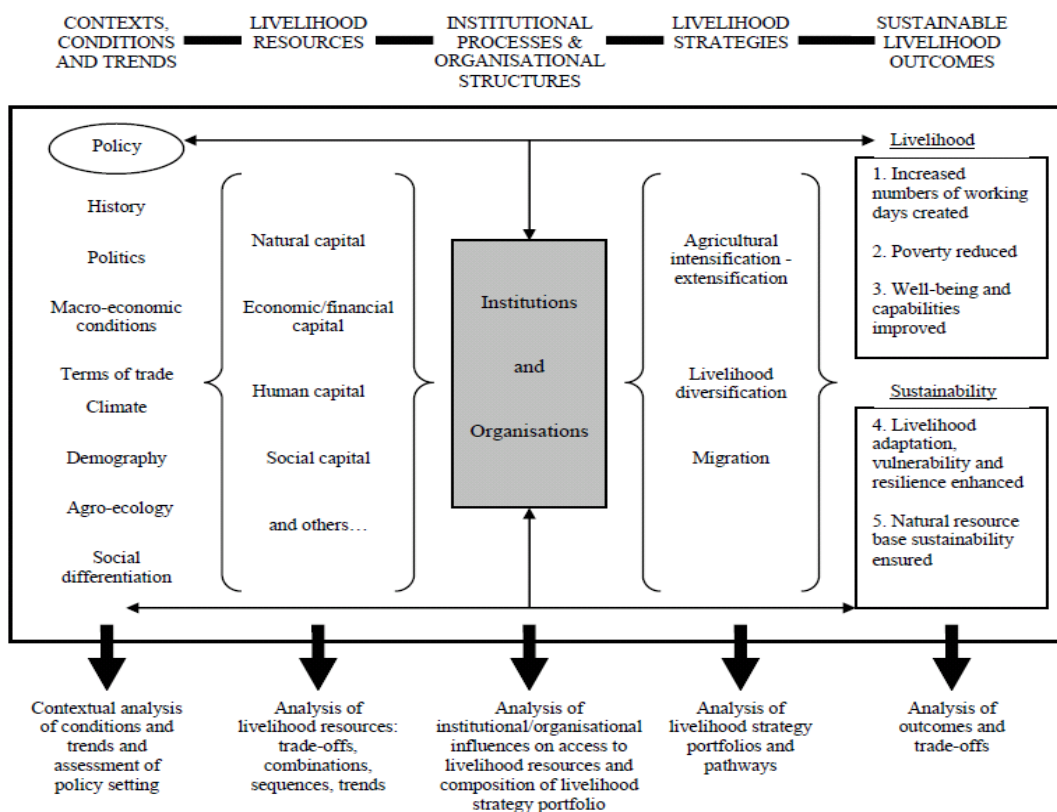 CONTEXTS,
CONDITIONS
AND TRENDS
LIVELIHOOD
RESOURCES
INSTITUTIONAL
PROCESSES &
ORGANISATIONAL
STRUCTURES
LIVELIHOOD
STRATEGIES
SUSTAINABLE
LIVELIHOOD
OUTCOMES
Policy
History
Politics
Macro-economic
conditions
Terms of trade
Climate
Demography
Agro-ecology
Social
differentiation
Natural capital
Economic/financial
capital
Human capital
Social capital
and others…
Institutions
and
Organisations
Agricultural
intensification -
extensification
Livelihood
diversification
Migration
Livelihood
1. Increased
numbers of working
days created
2. Poverty reduced
3. Well-being and
capabilities
improved
Sustainability
4. Livelihood
adaptation,
vulnerability and
resilience enhanced
5. Natural resource
base sustainability
ensured
Contextual analysis
of conditions and
trends and
assessment of
policy setting
Analysis of
livelihood resources:
trade-offs,
combinations,
sequences, trends
Analysis of
institutional/organisational
influences on access to
livelihood resources and
composition of livelihood
strategy portfolio
Analysis of
livelihood strategy
portfolios and
pathways
Analysis of
outcomes and
trade-offs